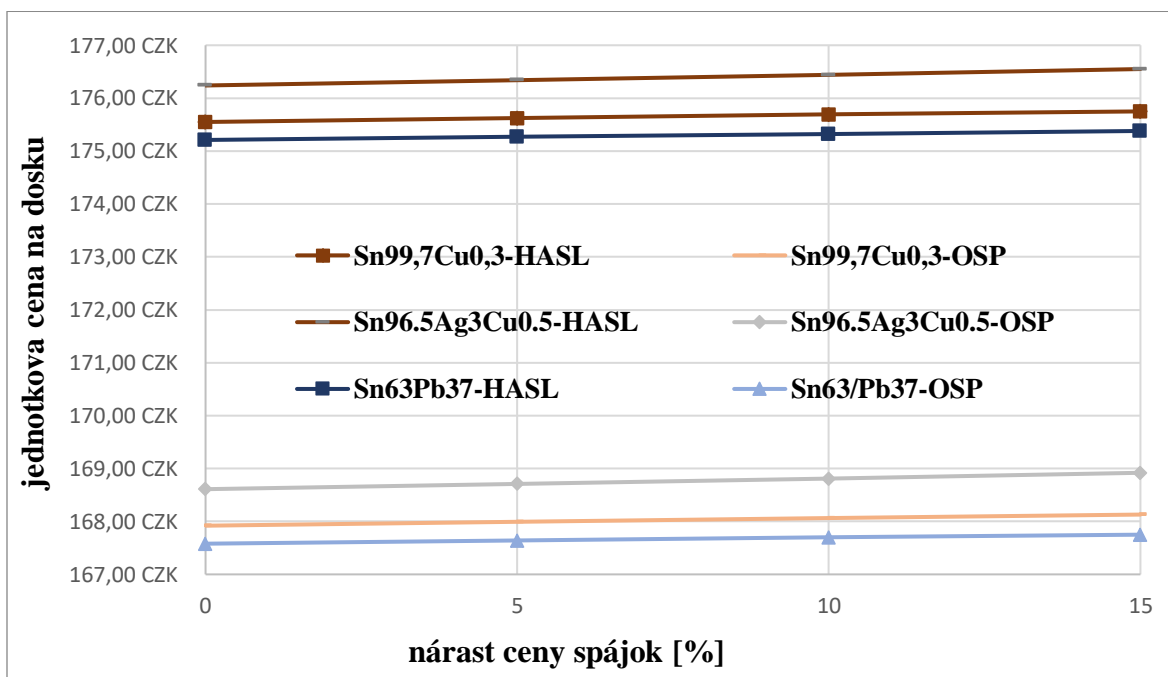 177,00 CZK
176,00 CZK
175,00 CZK
174,00 CZK
173,00 CZK
172,00 CZK
171,00 CZK
170,00 CZK
169,00 CZK
168,00 CZK
167,00 CZK
jednotkova cena na dosku
Sn99,7Cu0,3-HASL
Sn99,7Cu0,3-OSP
Sn96.5Ag3Cu0.5-HASL
Sn96.5Ag3Cu0.5-OSP
Sn63Pb37-HASL
Sn63/Pb37-OSP
0 5 10 15
nárast ceny spájok [%]